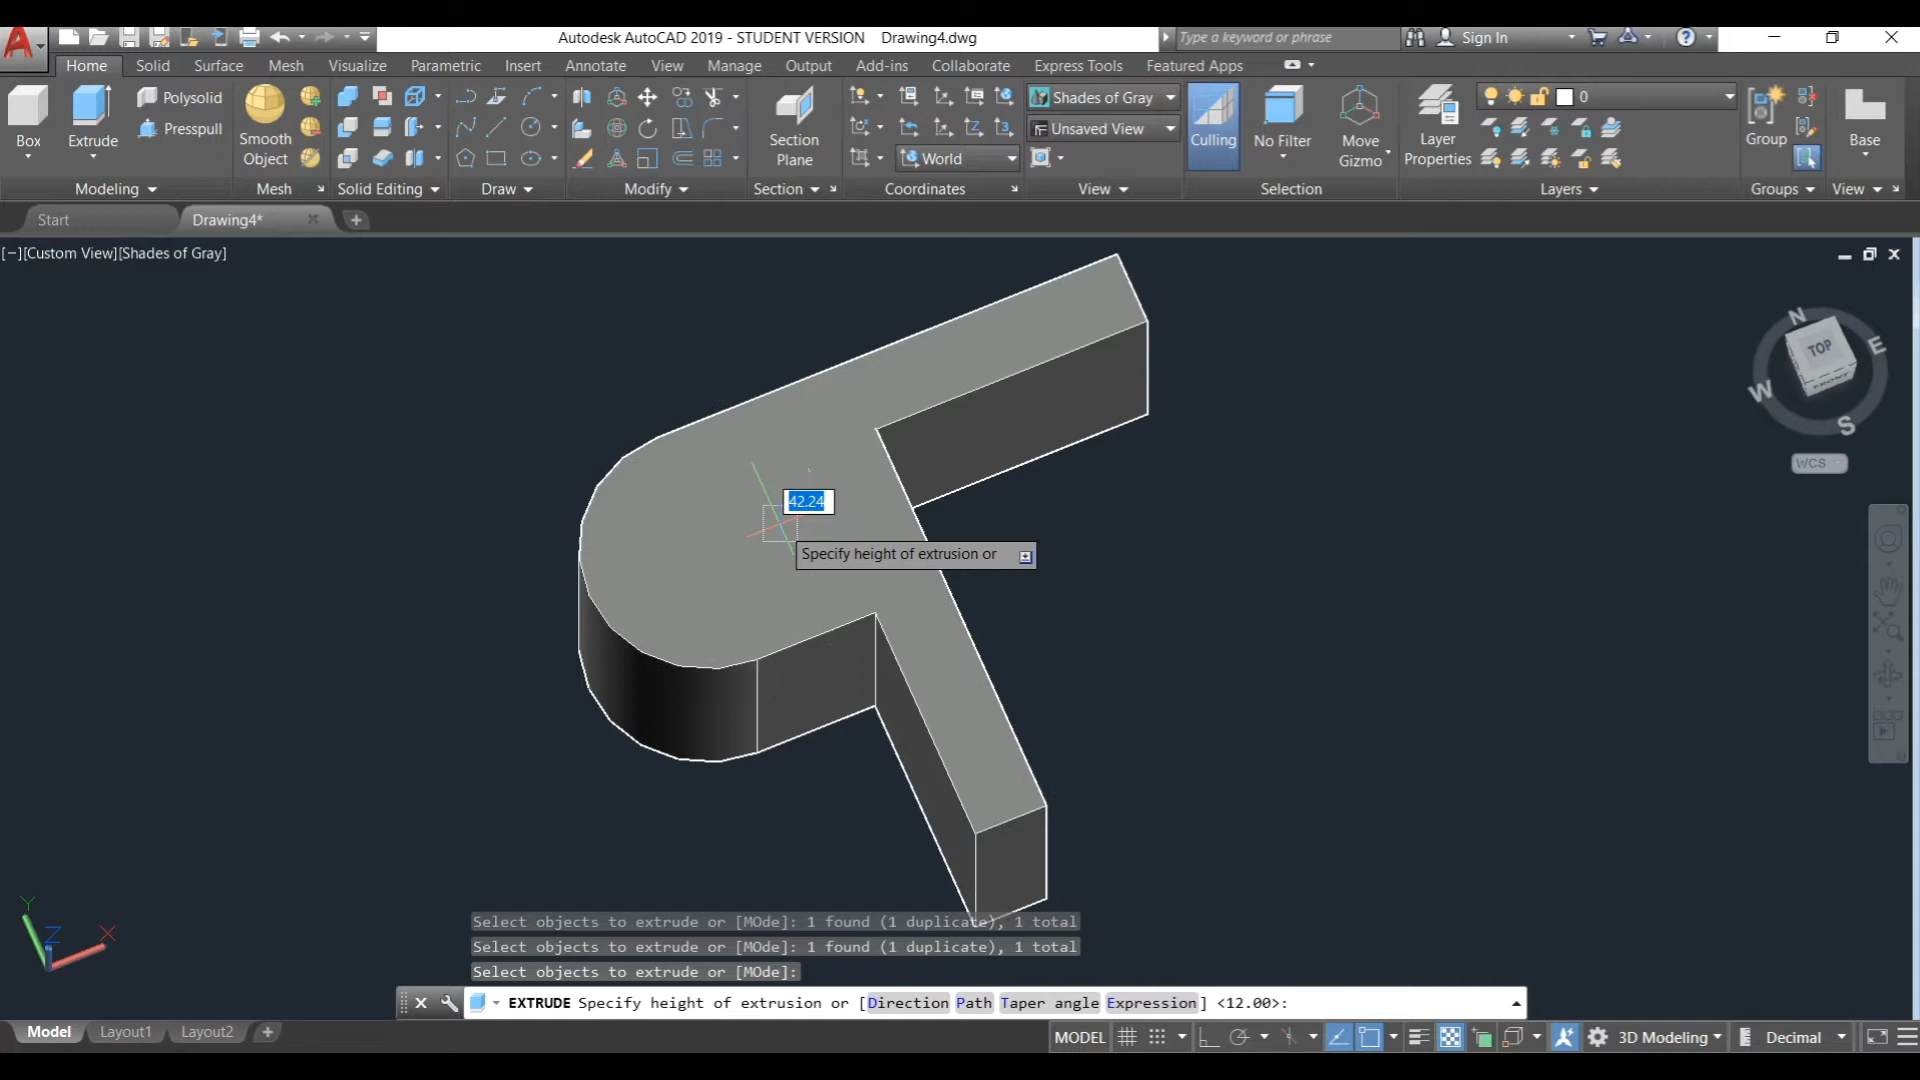 Autodesk AutoCAD 2019 - STUDENT VERSION Drawing4.dwg
Type a keyword or phrase
Sign In
Home Solid Surface Mesh Visualize Parametric Insert Annotate View Manage Output Add-ins Collaborate Express Tools Featured Apps
Box
Extrude
Polysolid
Presspull
Smooth Object
Section Plane
World
Shades of Gray
Unsaved View
Culling
No Filter
Move Gizmo
Layer Properties
0
Group
Base
Modeling Mesh Solid Editing Draw Modify Section Coordinates View Selection Layers Groups View
Start Drawing4*
[−][Custom View][Shades of Gray]
N
E
TOP
FRONT
W
S
WCS
42.24
Specify height of extrusion or
Y
Z
X
Select objects to extrude or [MOde]: 1 found (1 duplicate), 1 total
Select objects to extrude or [MOde]: 1 found (1 duplicate), 1 total
Select objects to extrude or [MOde]:
EXTRUDE Specify height of extrusion or [Direction Path Taper angle Expression] <12.00>:
Model Layout1 Layout2
MODEL 3D Modeling Decimal